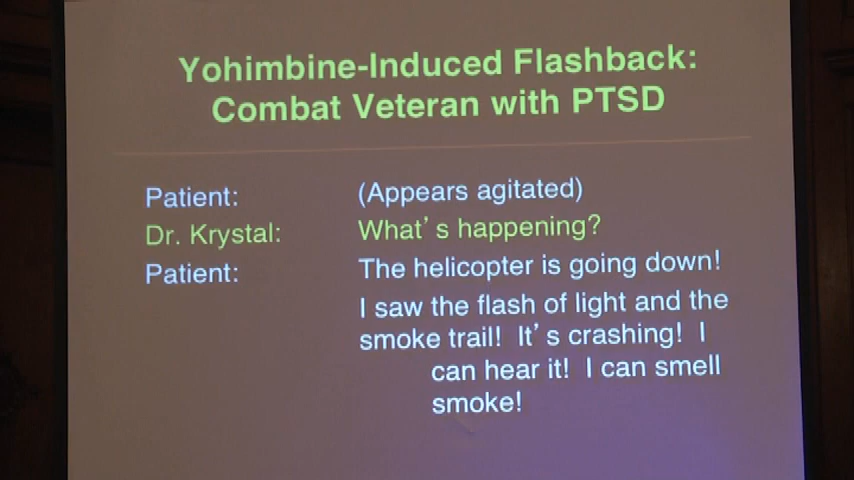 Yohimbine-Induced Flashback:
Combat Veteran with PTSD
Patient: (Appears agitated)
Dr. Krystal: What's happening?
Patient: The helicopter is going down!
I saw the flash of light and the
smoke trail! It's crashing! I
can hear it! I can smell
smoke!